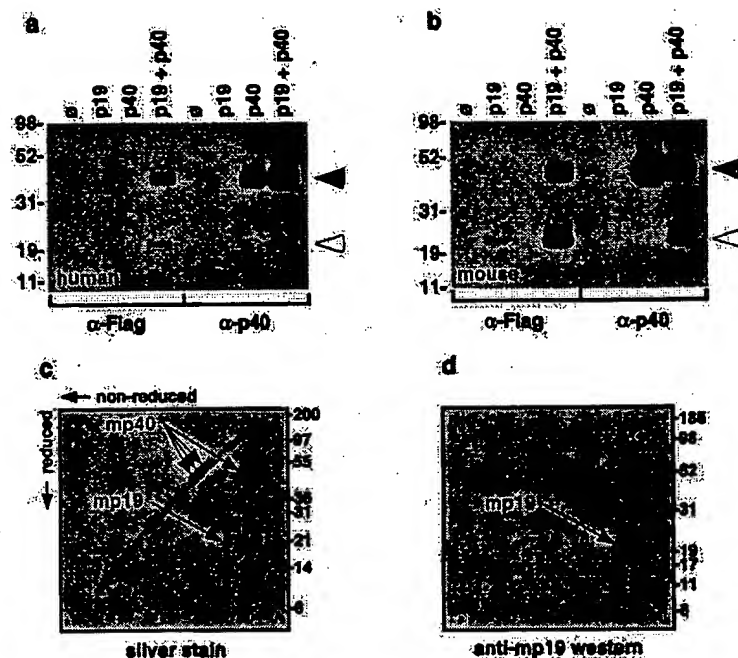 a
ø p19 p40 p19 + p40 ø p19 p40 p19 + p40
98-
52-
31-
19-
11-
human
α-Flag α-p40
b
ø p19 p40 p19 + p40 ø p19 p40 p19 + p40
98-
52-
31-
19-
11-
mouse
α-Flag α-p40
c
non-reduced
reduced
mp40
mp19
200
97
55
31
21
14
6
silver stain
d
mp19
98
31
19
17
11
6
anti-mp19 western